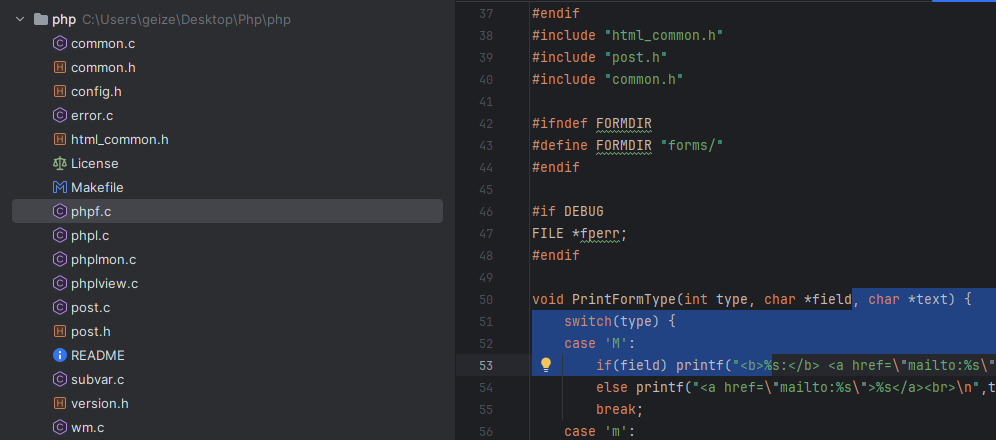 php C:\Users\geize\Desktop\Php\php
common.c
common.h
config.h
error.c
html_common.h
License
Makefile
phpf.c
phpl.c
phplmon.c
phplview.c
post.c
post.h
README
subvar.c
version.h
wm.c
37 #endif
38 #include "html_common.h"
39 #include "post.h"
40 #include "common.h"
41
42 #ifndef FORMDIR
43 #define FORMDIR "forms/"
44 #endif
45
46 #if DEBUG
47 FILE *fperr;
48 #endif
49
50 void PrintFormType(int type, char *field, char *text) {
51     switch(type) {
52     case 'M':
53         if(field) printf("<b>%s:</b> <a href=\"mailto:%s\"
54         else printf("<a href=\"mailto:%s\">%s</a><br>\n",t
55         break;
56     case 'm':